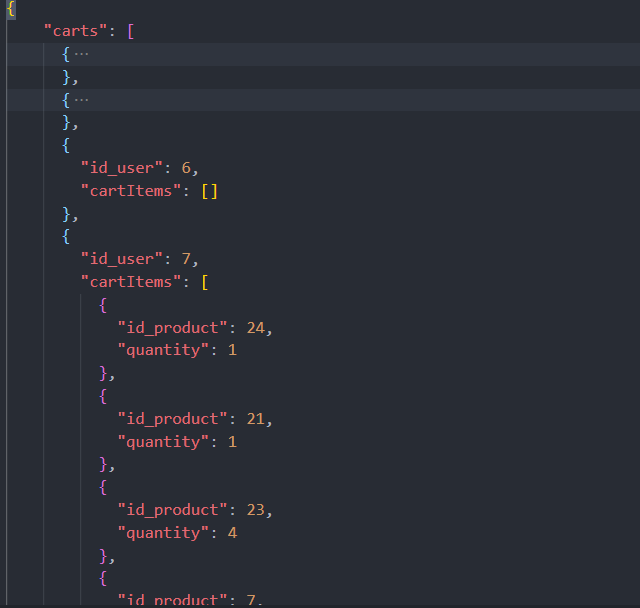 {
"carts": [
{ ...
},
{ ...
},
{
"id_user": 6,
"cartItems": []
},
{
"id_user": 7,
"cartItems": [
{
"id_product": 24,
"quantity": 1
},
{
"id_product": 21,
"quantity": 1
},
{
"id_product": 23,
"quantity": 4
},
{
"id_product": 7,